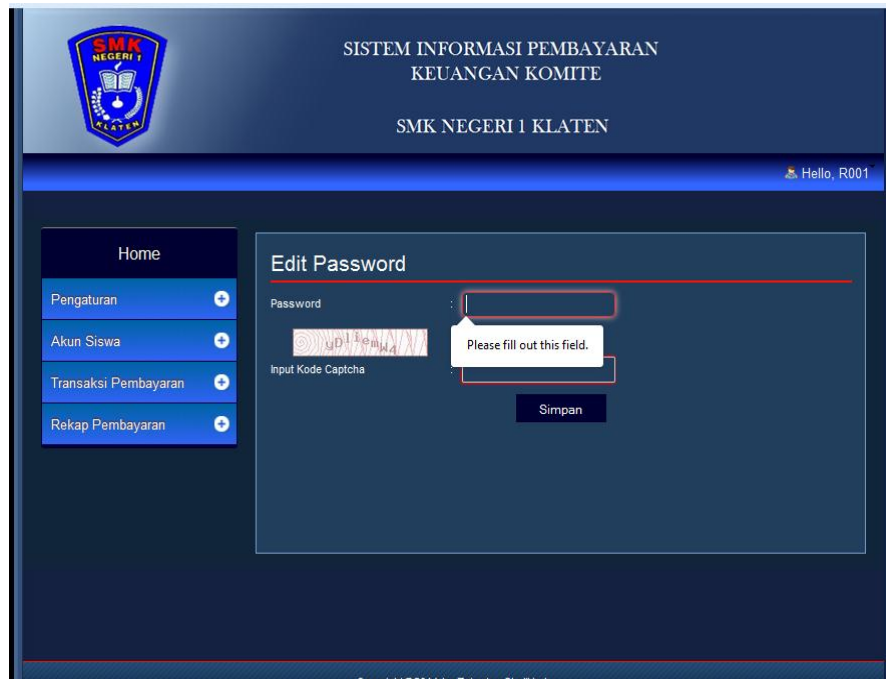 SMK
NEGERI 1
KLATEN
SISTEM INFORMASI PEMBAYARAN
KEUANGAN KOMITE
SMK NEGERI 1 KLATEN
Hello, R001
Home
Pengaturan
Akun Siswa
Transaksi Pembayaran
Rekap Pembayaran
Edit Password
Password :
yDliemW4
Please fill out this field.
Input Kode Captcha :
Simpan